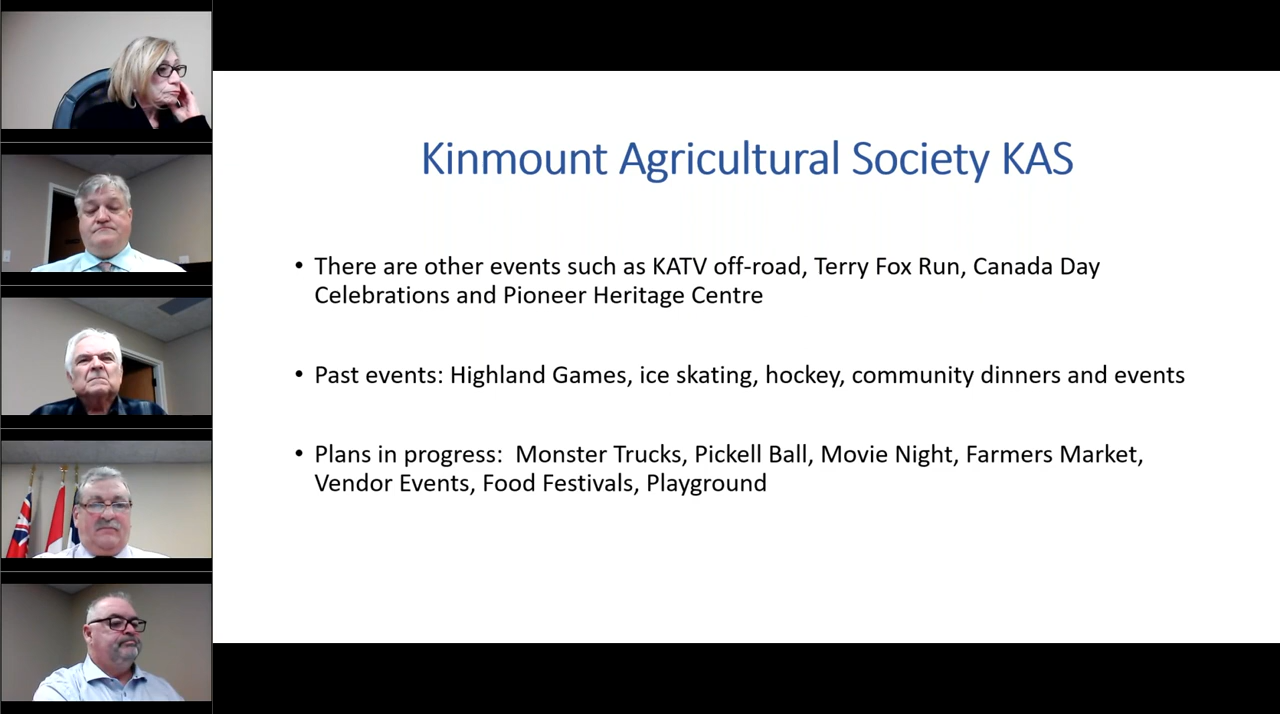 Kinmount Agricultural Society KAS
• There are other events such as KATV off-road, Terry Fox Run, Canada Day
Celebrations and Pioneer Heritage Centre
• Past events: Highland Games, ice skating, hockey, community dinners and events
• Plans in progress:  Monster Trucks, Pickell Ball, Movie Night, Farmers Market,
Vendor Events, Food Festivals, Playground